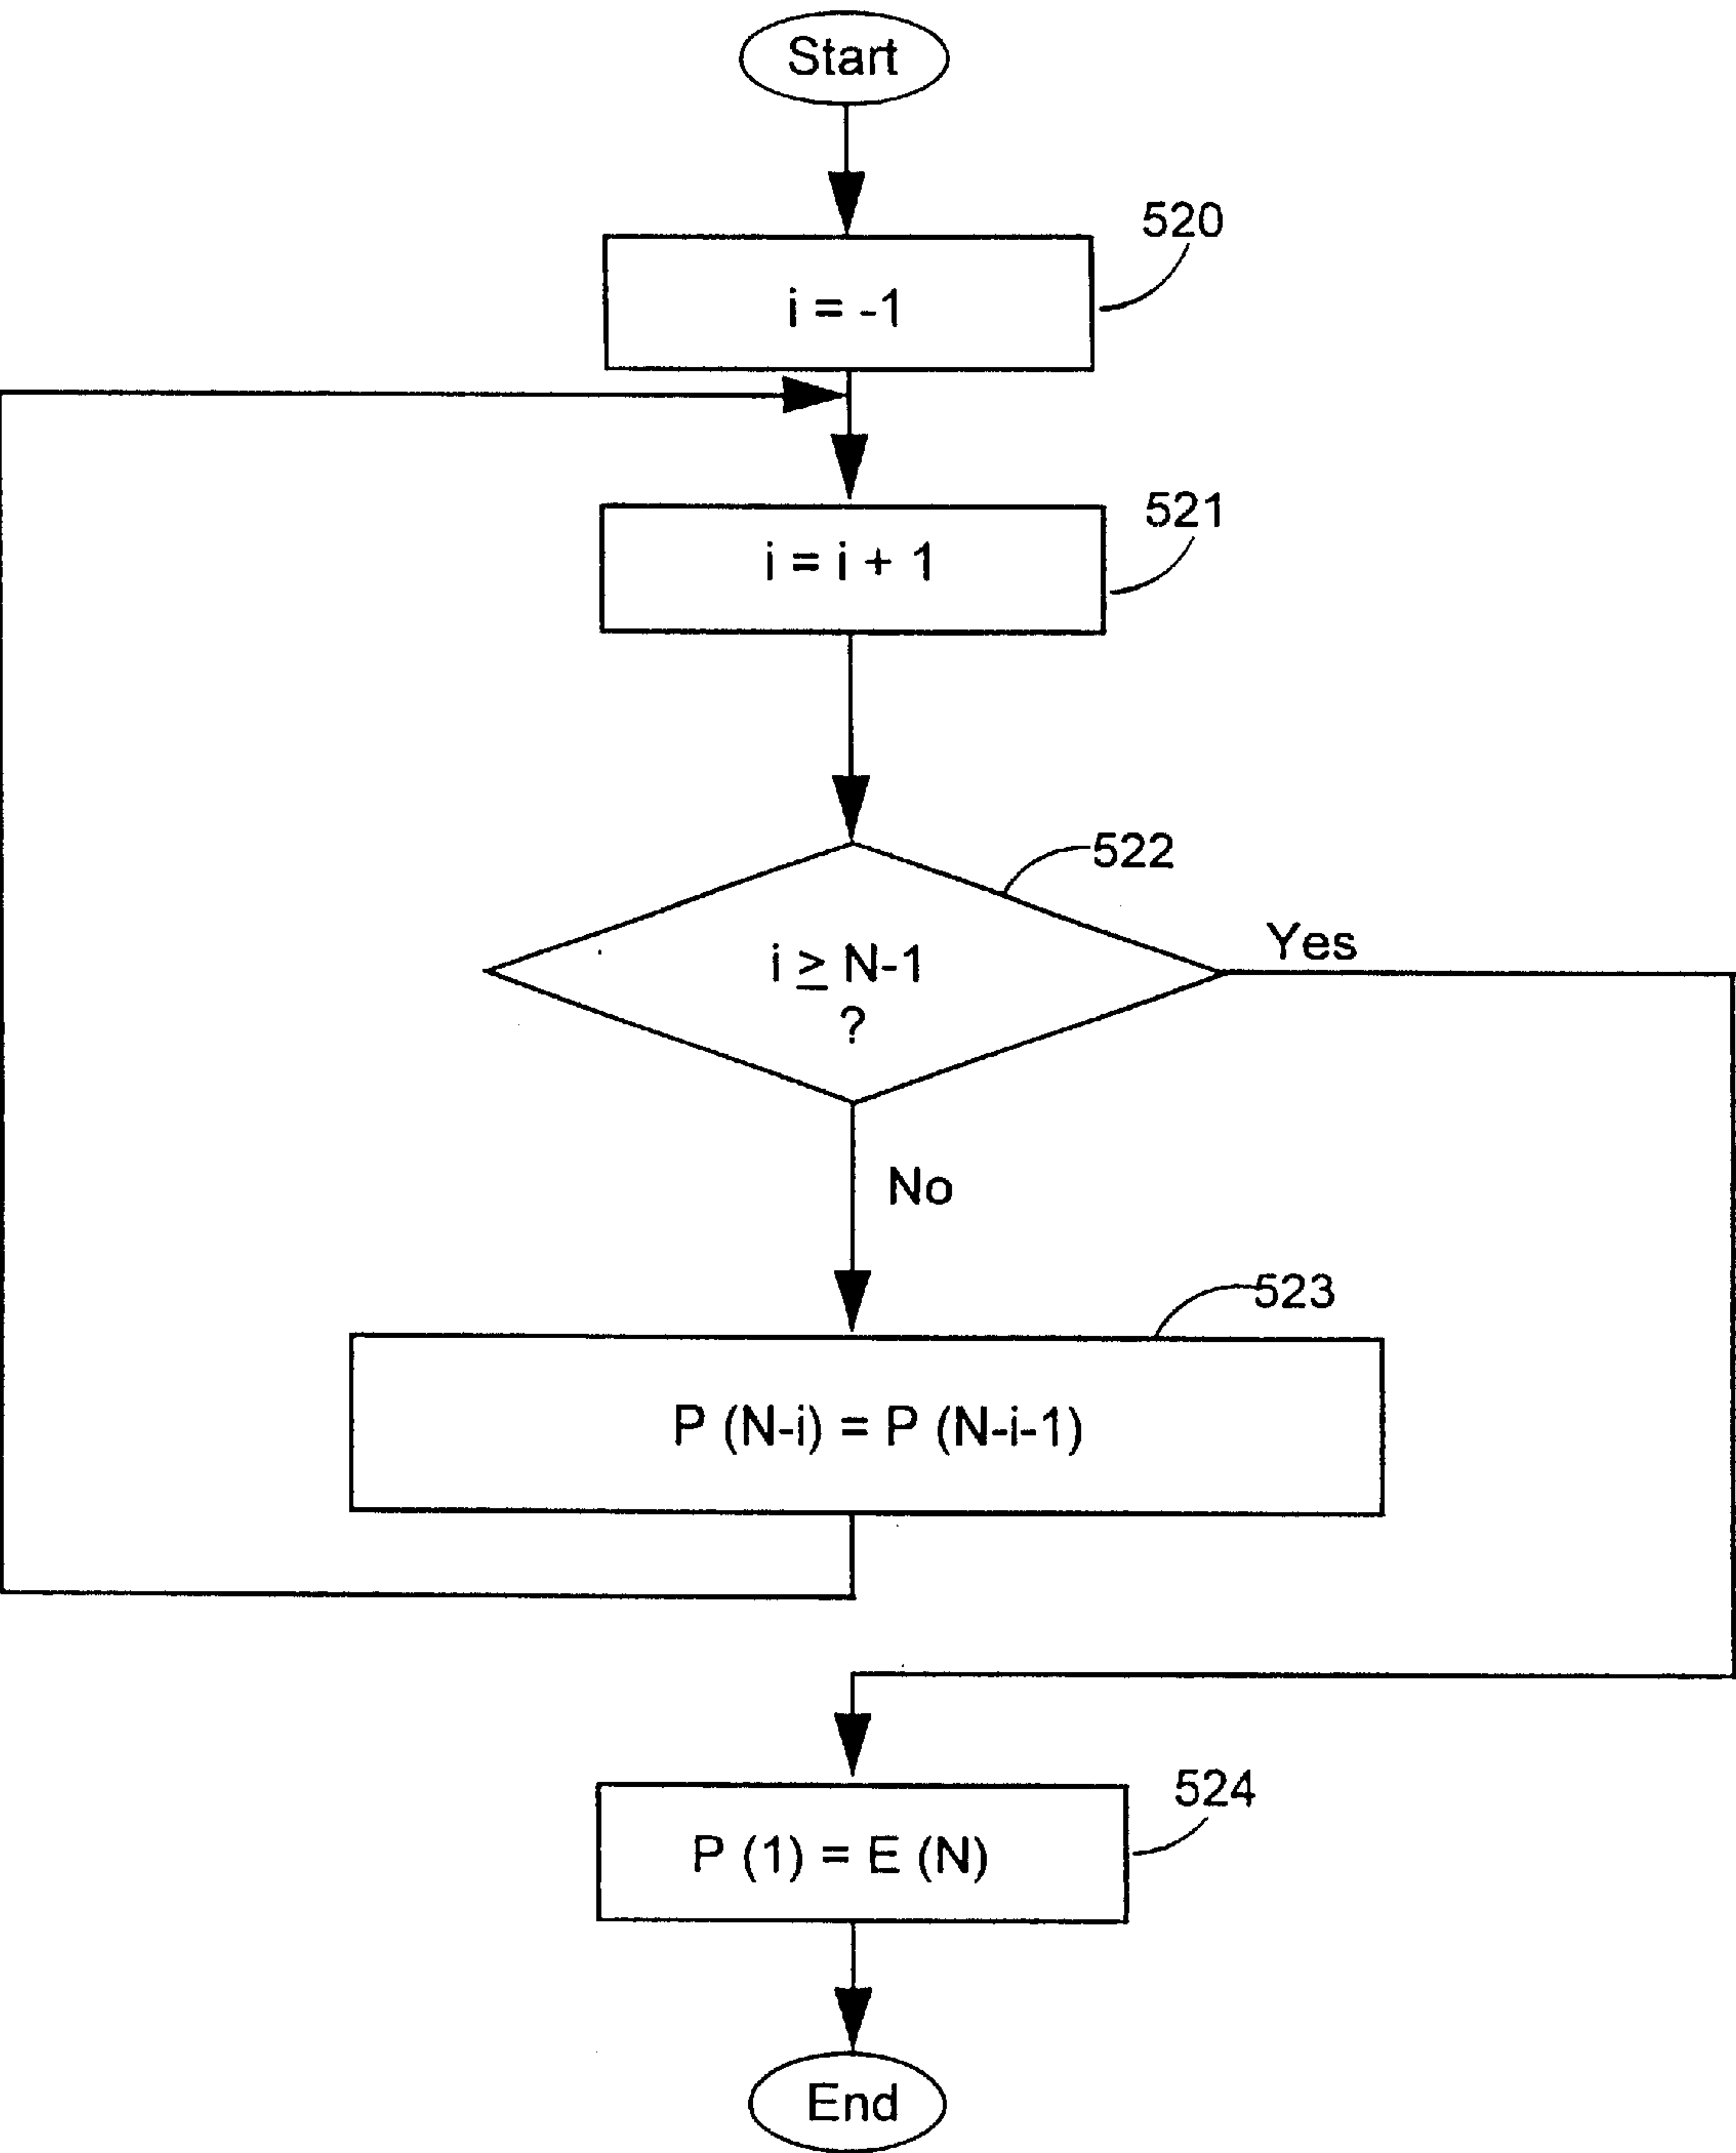 Start
520
i = -1
521
i = i + 1
522
Yes
i ≥ N-1
?
No
523
P (N-i) = P (N-i-1)
524
P (1) = E (N)
End